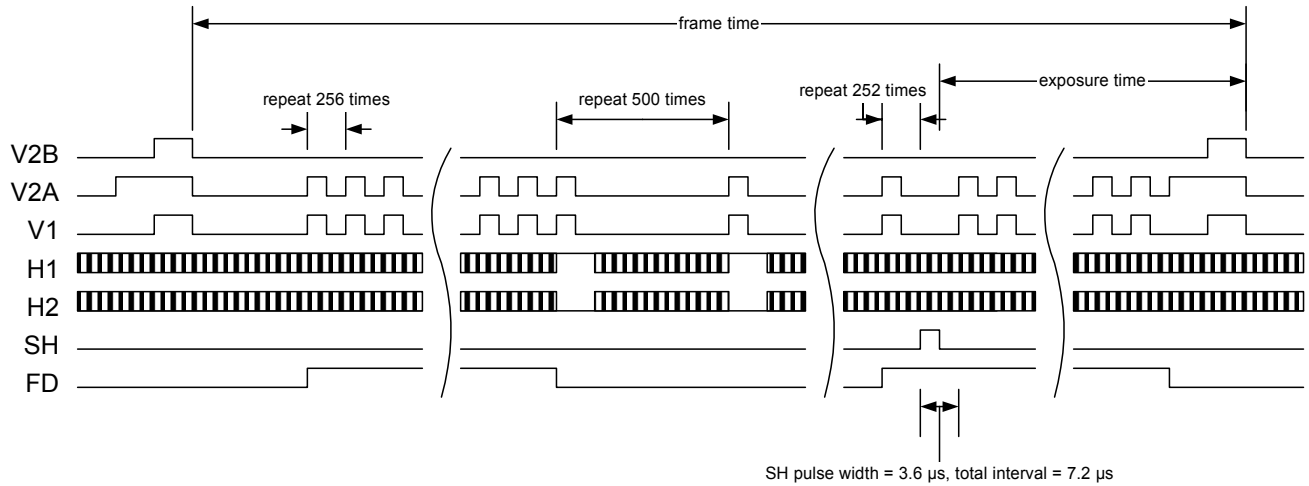 frame time
exposure time
repeat 256 times
repeat 500 times
repeat 252 times
V2B
V2A
V1
H1
H2
SH
FD
SH pulse width = 3.6 µs, total interval = 7.2 µs